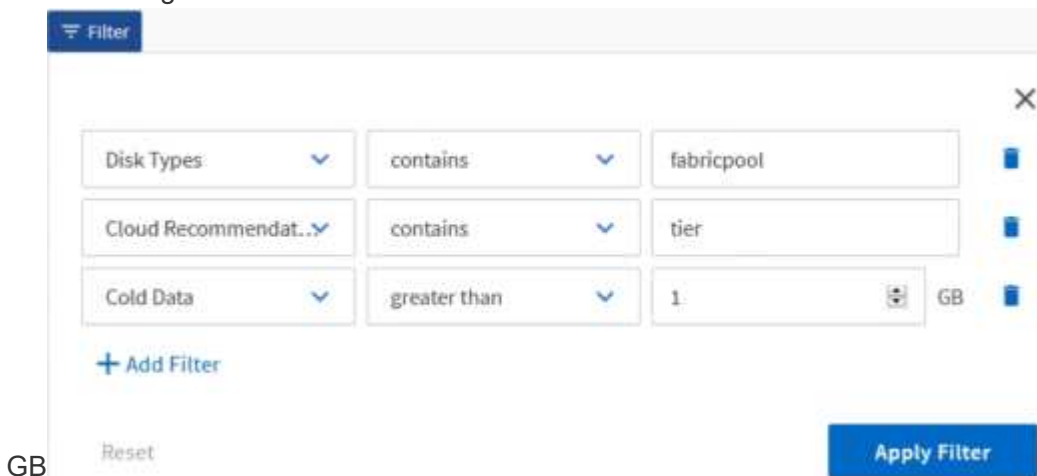 Filter
Disk Types contains fabricpool
Cloud Recommendat.. contains tier
Cold Data greater than 1 GB
+ Add Filter
Reset Apply Filter
GB